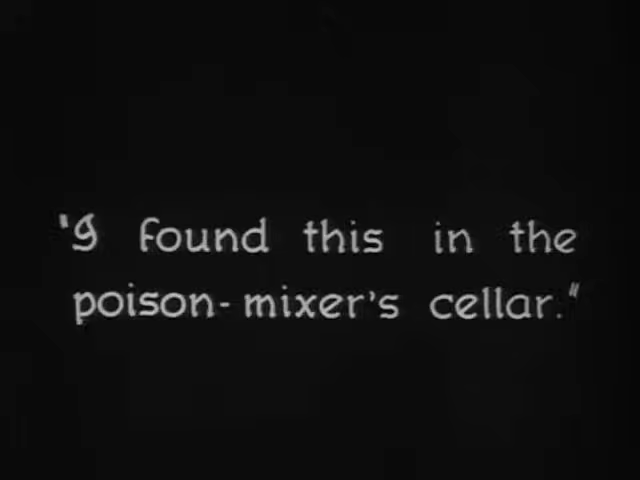 "I found this in the
poison-mixer's cellar."